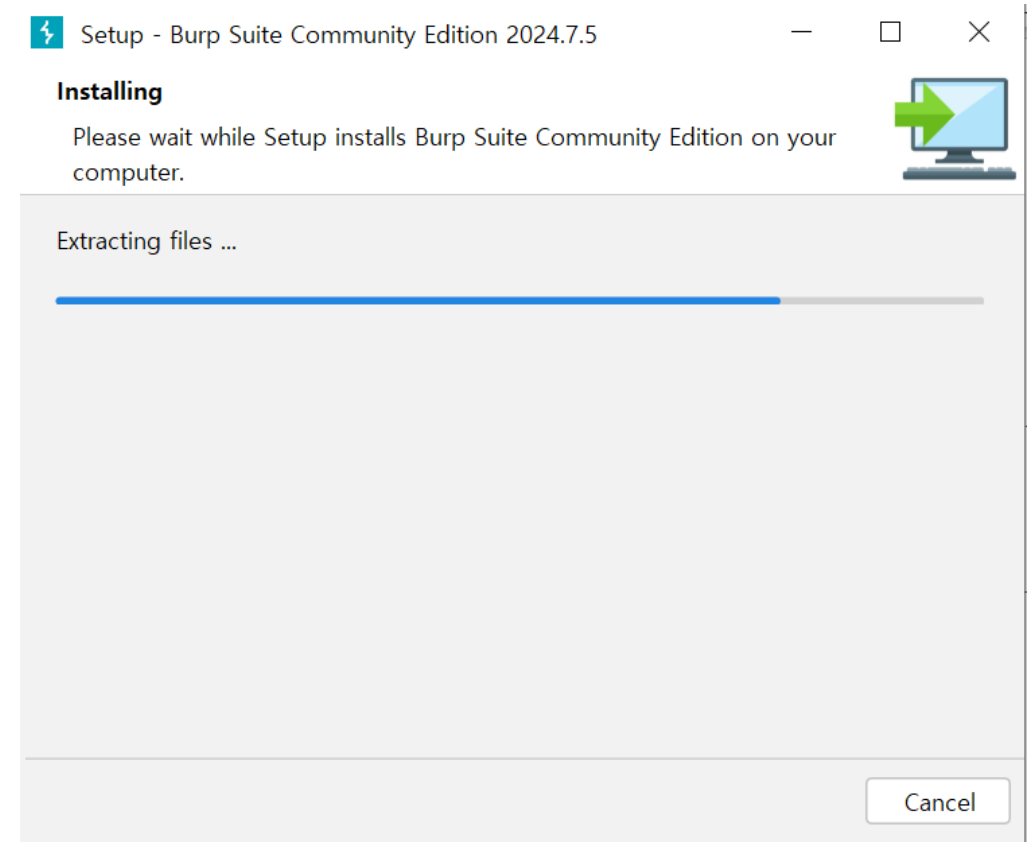 Setup - Burp Suite Community Edition 2024.7.5
Installing
Please wait while Setup installs Burp Suite Community Edition on your
computer.
Extracting files ...
Cancel